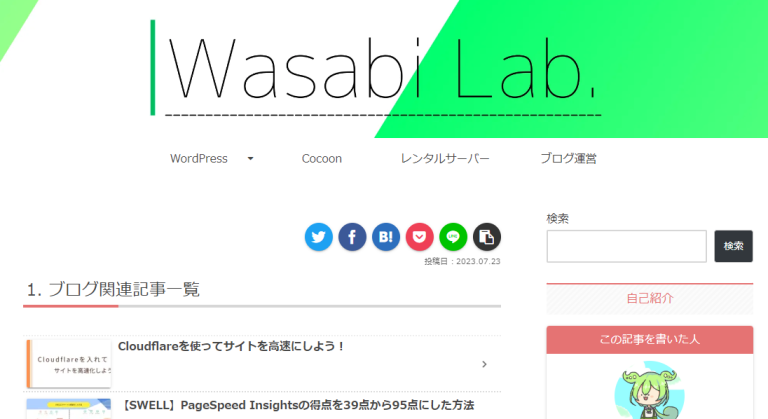 Wasabi Lab.
WordPress Cocoon レンタルサーバー ブログ運営
B!
LINE
投稿日：2023.07.23
1. ブログ関連記事一覧
Cloudflareを入れて
サイトを高速化しよう
Cloudflareを使ってサイトを高速にしよう！
【SWELL】PageSpeed Insightsの得点を39点から95点にした方法
検索
検索
自己紹介
この記事を書いた人